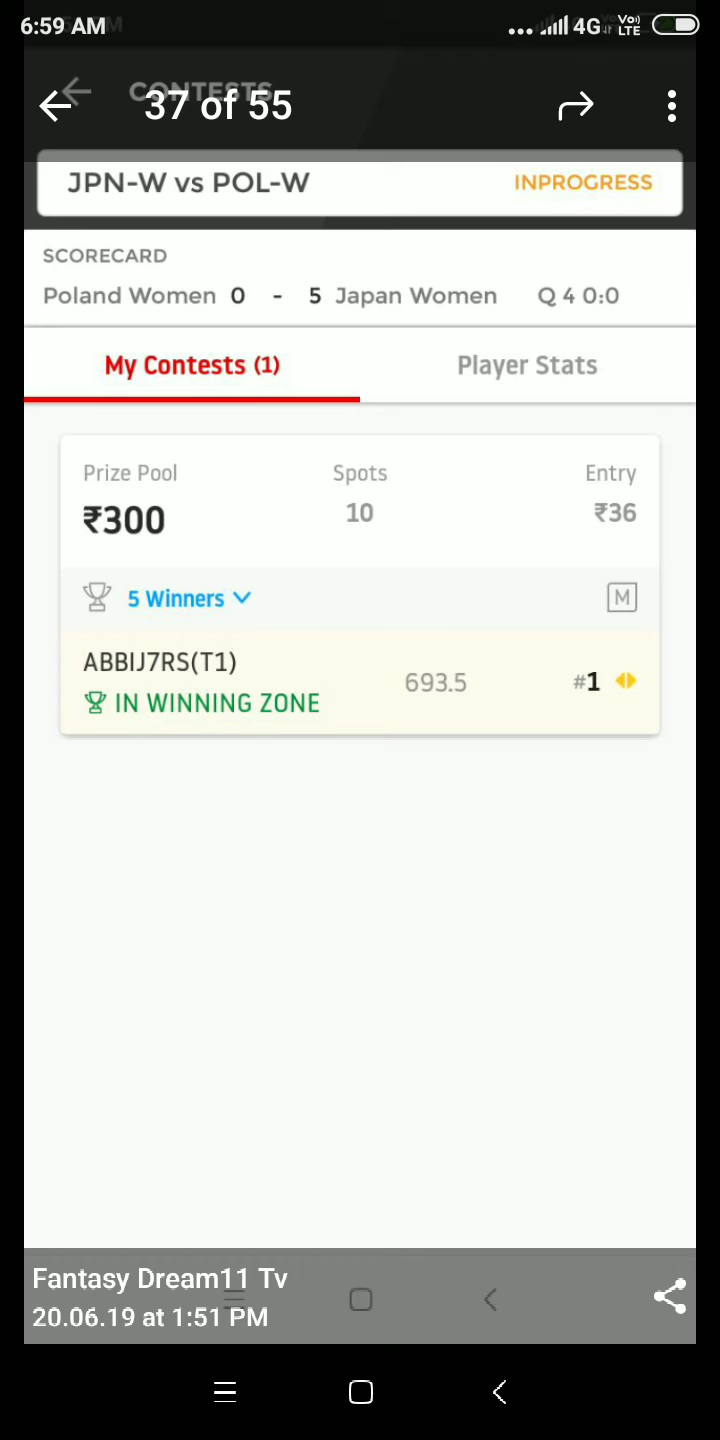 6:59 AM
4G Vo) LTE
CONTESTS
37 of 55
JPN-W vs POL-W INPROGRESS
SCORECARD
Poland Women 0 - 5 Japan Women Q 4 0:0
My Contests (1) Player Stats
Prize Pool Spots Entry
₹300 10 ₹36
5 Winners M
ABBIJ7RS(T1) 693.5 #1
IN WINNING ZONE
Fantasy Dream11 Tv
20.06.19 at 1:51 PM